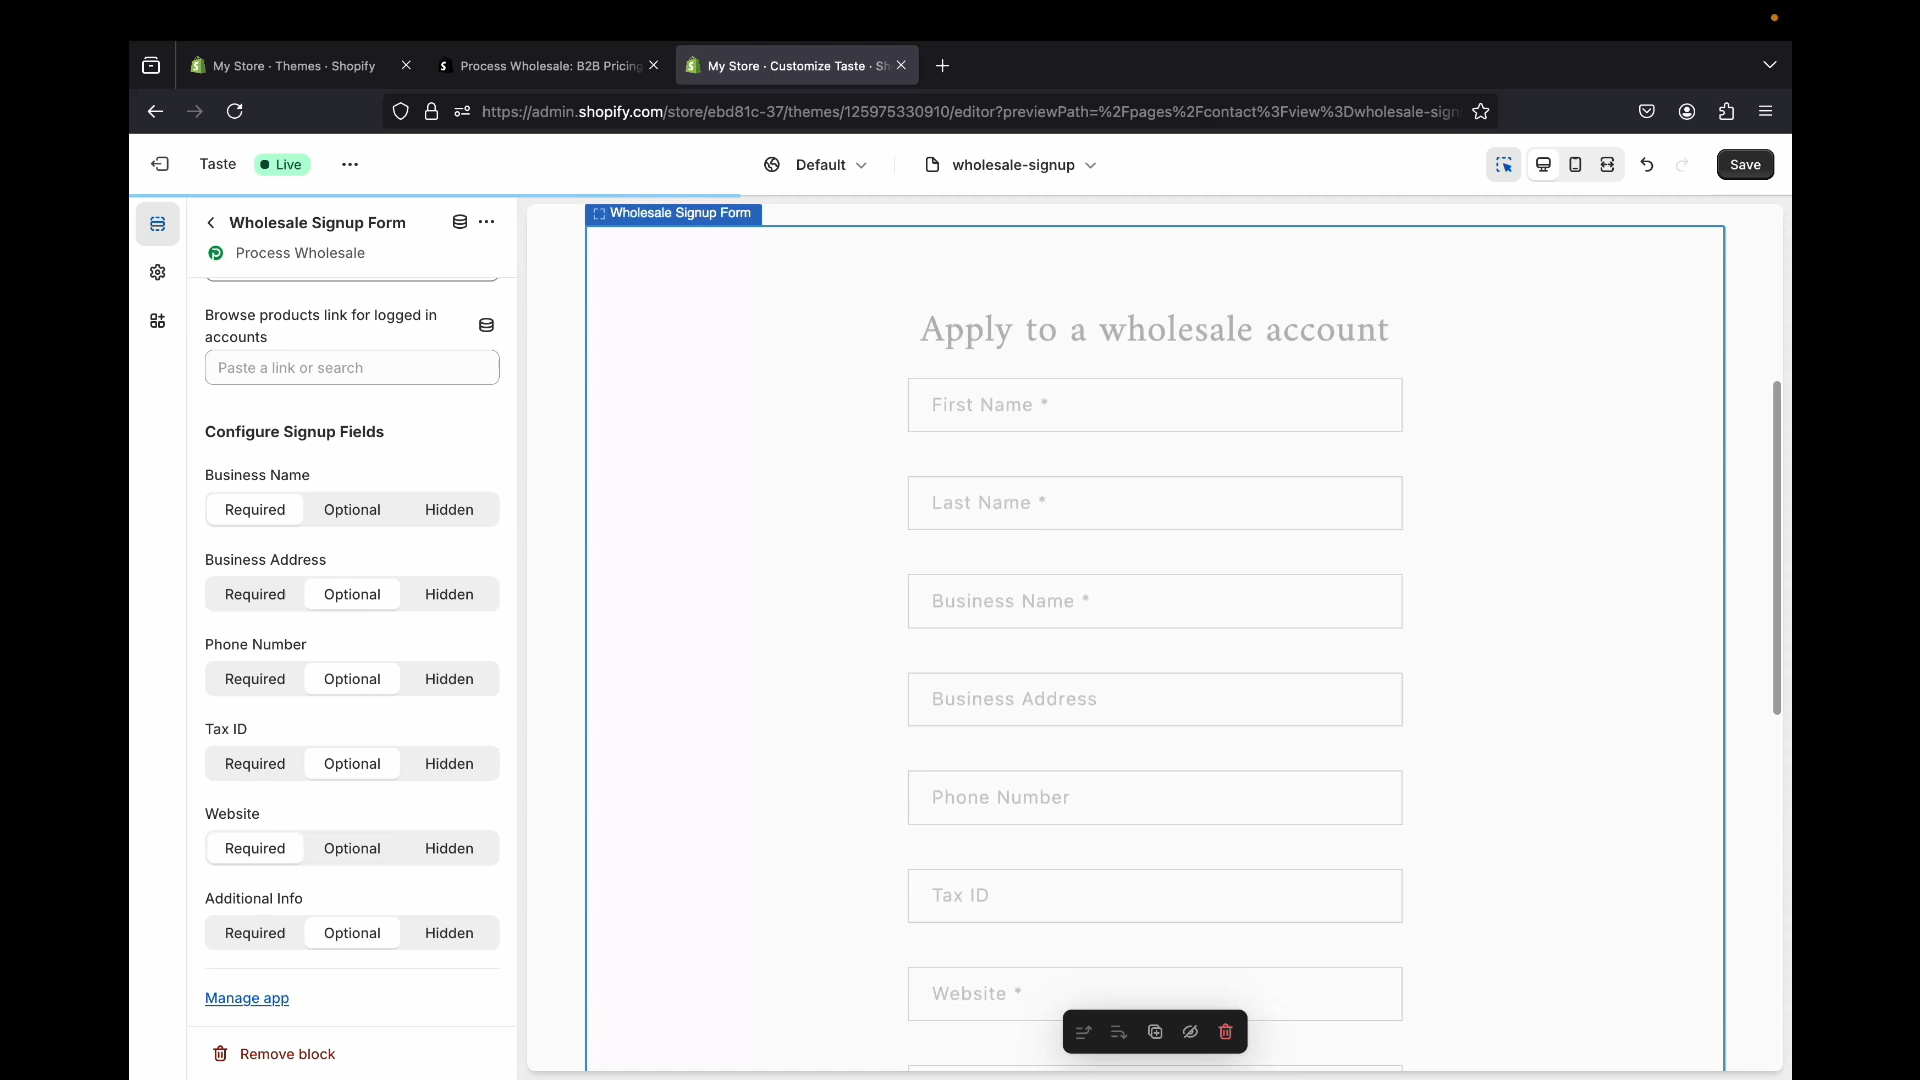 My Store · Themes · Shopify
Process Wholesale: B2B Pricing
My Store · Customize Taste · Sh
https://admin.shopify.com/store/ebd81c-37/themes/125975330910/editor?previewPath=%2Fpages%2Fcontact%3Fview%3Dwholesale-sign
Taste
Live
Default
wholesale-signup
Save
Wholesale Signup Form
Process Wholesale
Browse products link for logged in
accounts
Paste a link or search
Configure Signup Fields
Business Name
Required Optional Hidden
Business Address
Required Optional Hidden
Phone Number
Required Optional Hidden
Tax ID
Required Optional Hidden
Website
Required Optional Hidden
Additional Info
Required Optional Hidden
Manage app
Remove block
Wholesale Signup Form
Apply to a wholesale account
First Name *
Last Name *
Business Name *
Business Address
Phone Number
Tax ID
Website *